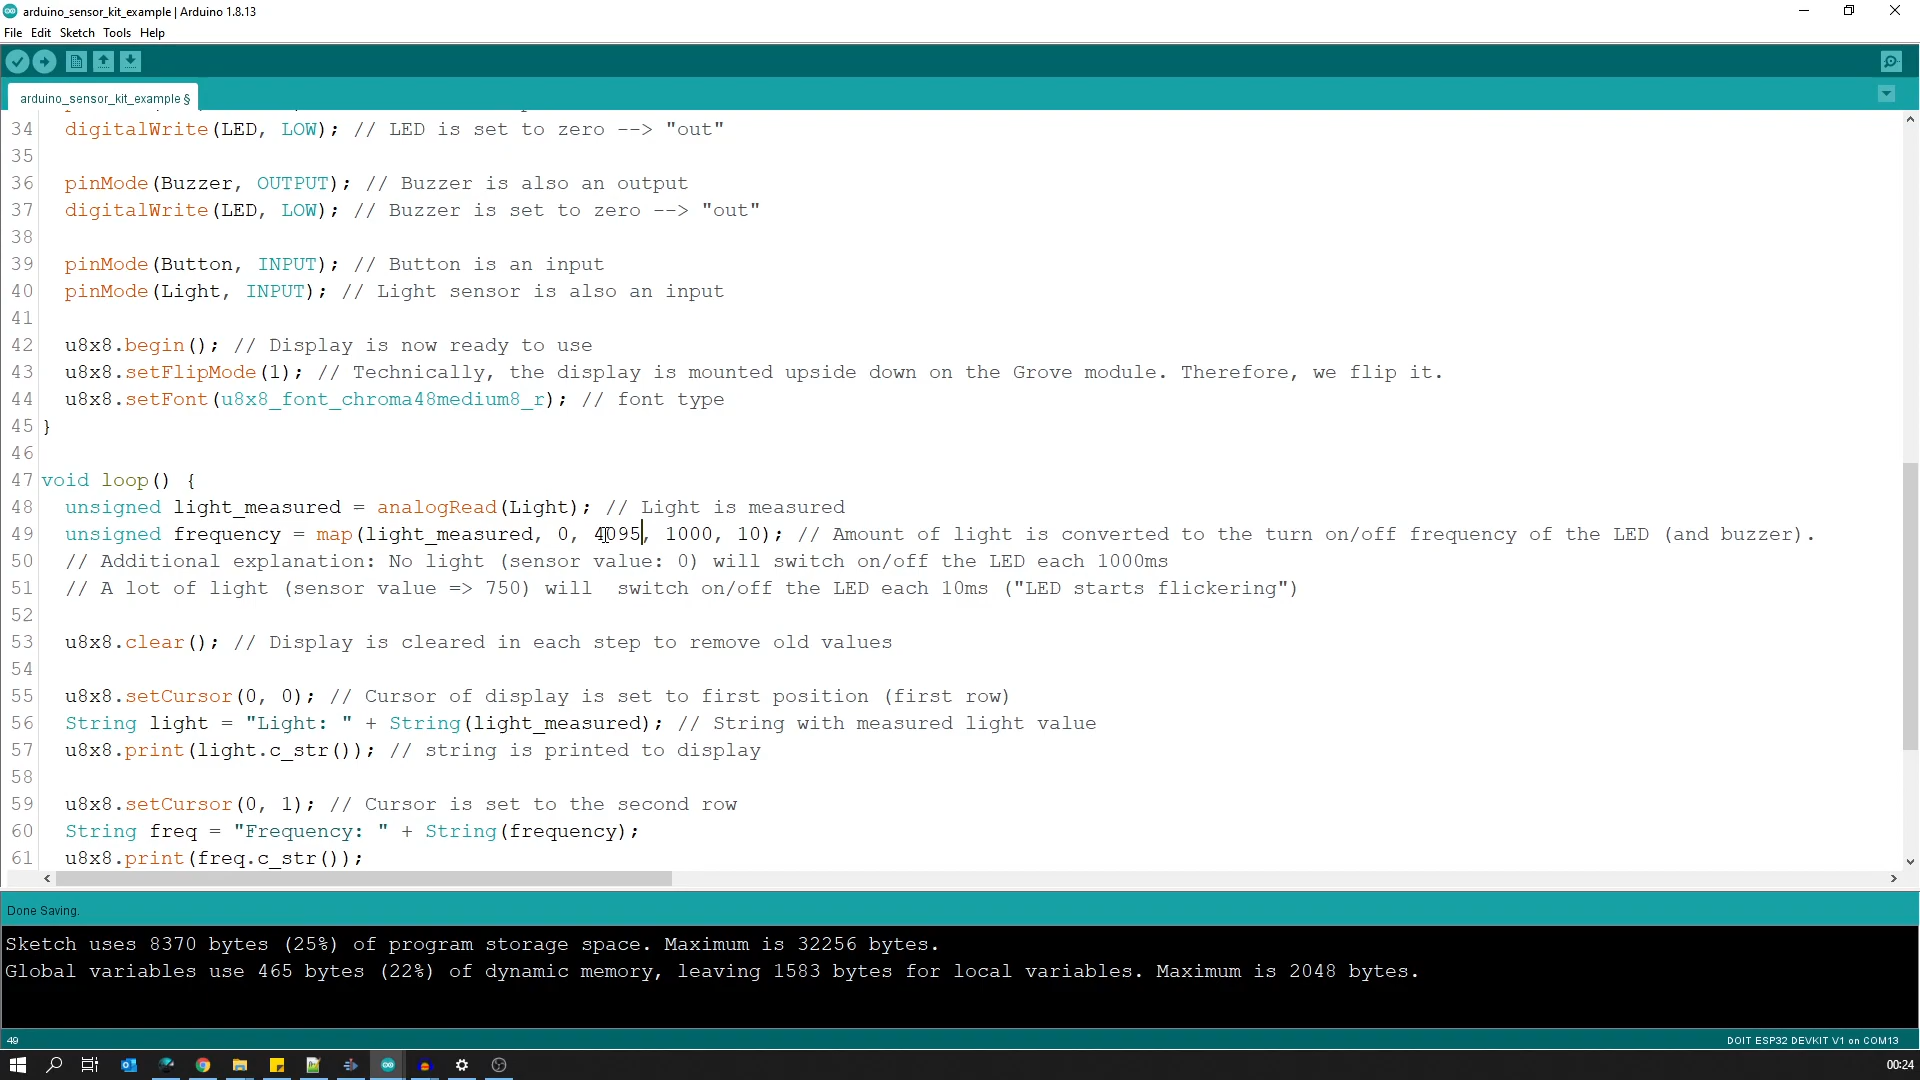 arduino_sensor_kit_example | Arduino 1.8.13
File Edit Sketch Tools Help
arduino_sensor_kit_example §
34 digitalWrite(LED, LOW); // LED is set to zero --> "out"
35
36 pinMode(Buzzer, OUTPUT); // Buzzer is also an output
37 digitalWrite(LED, LOW); // Buzzer is set to zero --> "out"
38
39 pinMode(Button, INPUT); // Button is an input
40 pinMode(Light, INPUT); // Light sensor is also an input
41
42 u8x8.begin(); // Display is now ready to use
43 u8x8.setFlipMode(1); // Technically, the display is mounted upside down on the Grove module. Therefore, we flip it.
44 u8x8.setFont(u8x8_font_chroma48medium8_r); // font type
45 }
46
47 void loop() {
48 unsigned light_measured = analogRead(Light); // Light is measured
49 unsigned frequency = map(light_measured, 0, 4095, 1000, 10); // Amount of light is converted to the turn on/off frequency of the LED (and buzzer).
50 // Additional explanation: No light (sensor value: 0) will switch on/off the LED each 1000ms
51 // A lot of light (sensor value => 750) will  switch on/off the LED each 10ms ("LED starts flickering")
52
53 u8x8.clear(); // Display is cleared in each step to remove old values
54
55 u8x8.setCursor(0, 0); // Cursor of display is set to first position (first row)
56 String light = "Light: " + String(light_measured); // String with measured light value
57 u8x8.print(light.c_str()); // string is printed to display
58
59 u8x8.setCursor(0, 1); // Cursor is set to the second row
60 String freq = "Frequency: " + String(frequency);
61 u8x8.print(freq.c_str());
Done Saving.
Sketch uses 8370 bytes (25%) of program storage space. Maximum is 32256 bytes.
Global variables use 465 bytes (22%) of dynamic memory, leaving 1583 bytes for local variables. Maximum is 2048 bytes.
49
DOIT ESP32 DEVKIT V1 on COM13
00:24